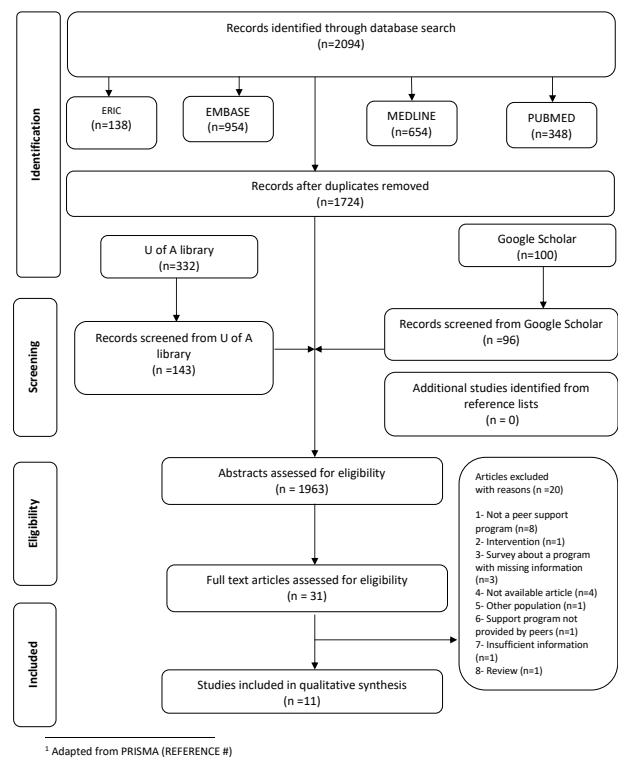 Records identified through database search
(n=2094)
ERIC
(n=138)
EMBASE
(n=954)
MEDLINE
(n=654)
PUBMED
(n=348)
Identification
Records after duplicates removed
(n=1724)
U of A library
(n=332)
Google Scholar
(n=100)
Screening
Records screened from U of A
library
(n =143)
Records screened from Google Scholar
(n =96)
Additional studies identified from
reference lists
(n = 0)
Eligibility
Abstracts assessed for eligibility
(n = 1963)
Full text articles assessed for eligibility
(n = 31)
Articles excluded
with reasons (n =20)
1- Not a peer support
program (n=8)
2- Intervention (n=1)
3- Survey about a program
with missing information
(n=3)
4- Not available article (n=4)
5- Other population (n=1)
6- Support program not
provided by peers (n=1)
7- Insufficient information
(n=1)
8- Review (n=1)
Included
Studies included in qualitative synthesis
(n =11)
1 Adapted from PRISMA (REFERENCE #)